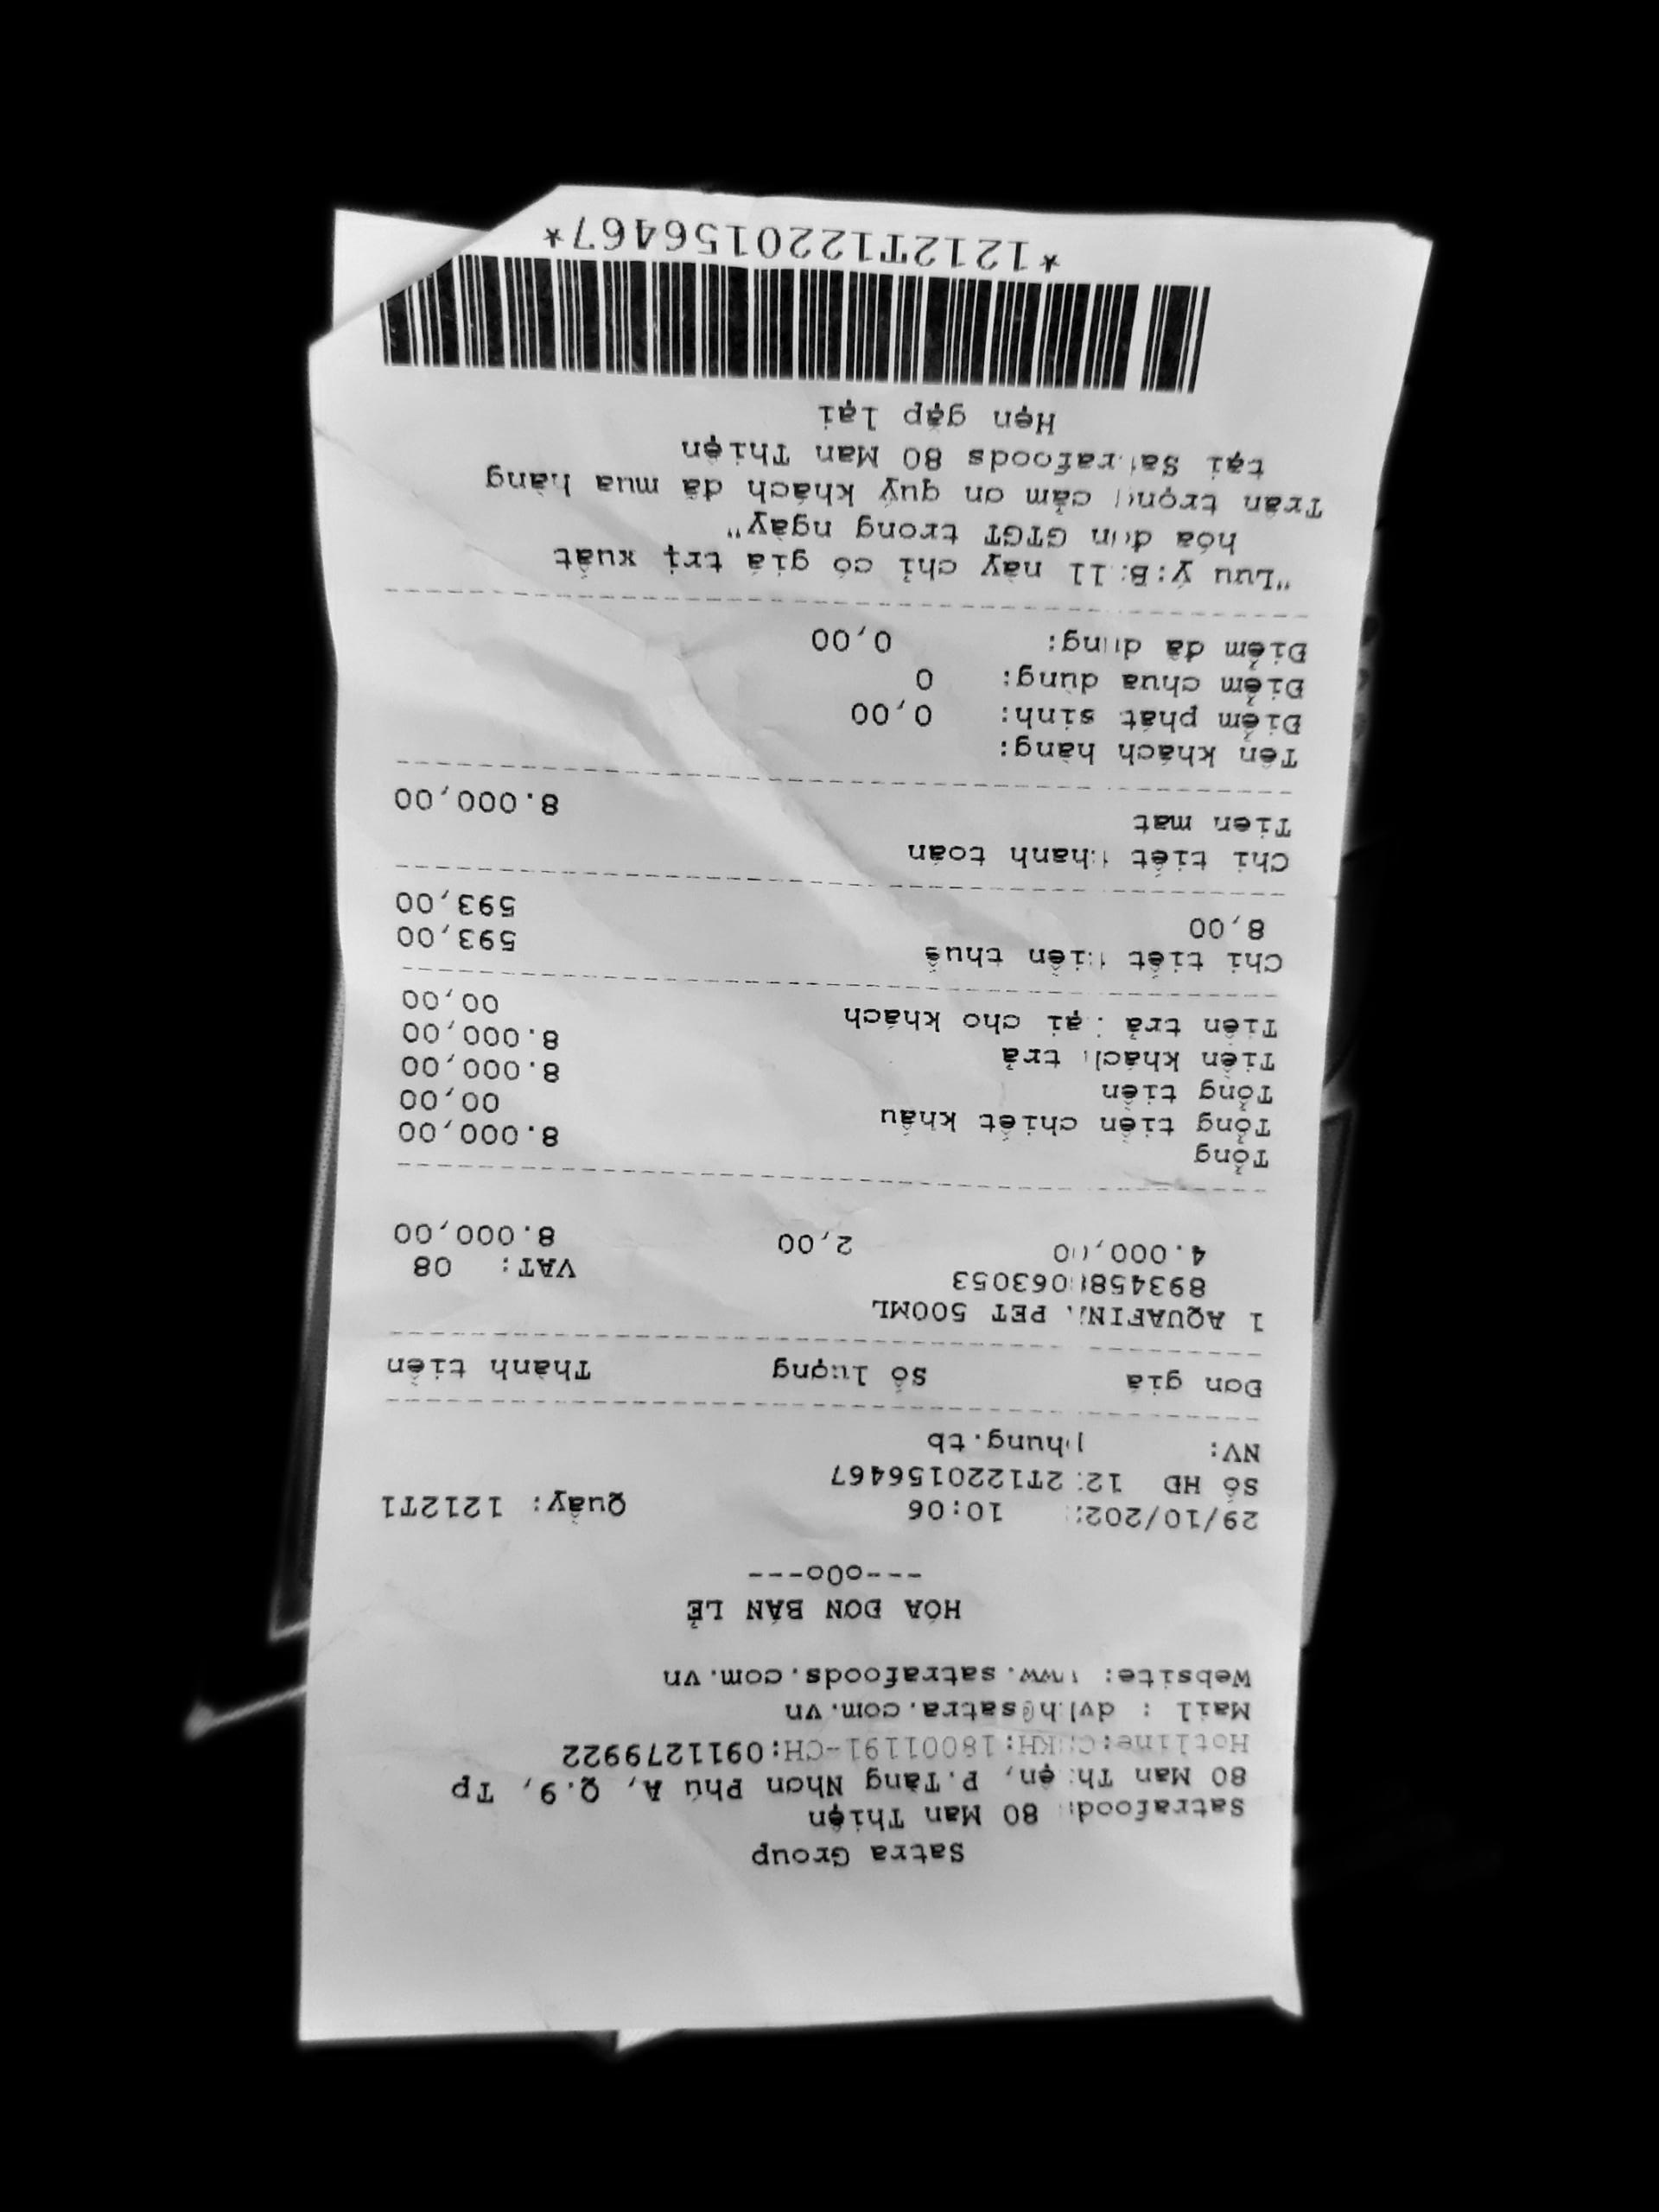 Satra Group
Satrafoods 80 Man Thiện
80 Man Thiện, P.Tăng Nhơn Phú A, Q.9, Tp
Hotline:CSKH:18001191-CH:0911279922
Mail : @satra.com.vn
Website: www.satrafoods.com.vn
HÓA ĐƠN BÁN LẺ
---oOo---
29/10/202 10:06 Quầy: 1212T1
Số HD 1212T1220156467
NV: phung.tb
Đơn giá Số lượng Thành tiền
1 AQUAFINA PET 500ML
8934588063053 VAT: 08
4.000,00 2,00 8.000,00
Tổng 8.000,00
Tổng tiền chiết khấu 00,00
Tổng tiền 8.000,00
Tiền khách trả 8.000,00
Tiền trả lại cho khách 00,00
Chi tiết tiền thuế 593,00
8,00 593,00
Chi tiết thanh toán
Tiền mặt 8.000,00
Tên khách hàng:
Điểm phát sinh: 0,00
Điểm chưa dùng: 0
Điểm đã dùng: 0,00
"Lưu ý:Bill này chỉ có giá trị xuất
hóa đơn GTGT trong ngày"
Trân trọng cảm ơn quý khách đã mua hàng
tại Satrafoods 80 Man Thiện
Hẹn gặp lại
*1212T1220156467*